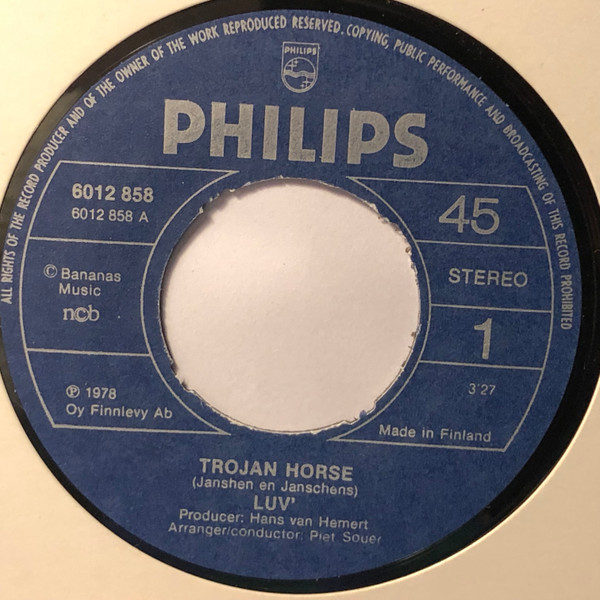 ALL RIGHTS OF THE RECORD PRODUCER AND OF THE OWNER OF THE WORK REPRODUCED RESERVED. COPYING, PUBLIC PERFORMANCE AND BROADCASTING OF THIS RECORD PROHIBITED
PHILIPS
PHILIPS
6012 858
6012 858 A
45
© Bananas
Music
ncb
STEREO
1
℗ 1978
Oy Finnlevy Ab
3'27
Made in Finland
TROJAN HORSE
(Janshen en Janschens)
LUV'
Producer: Hans van Hemert
Arranger/conductor: Piet Souer